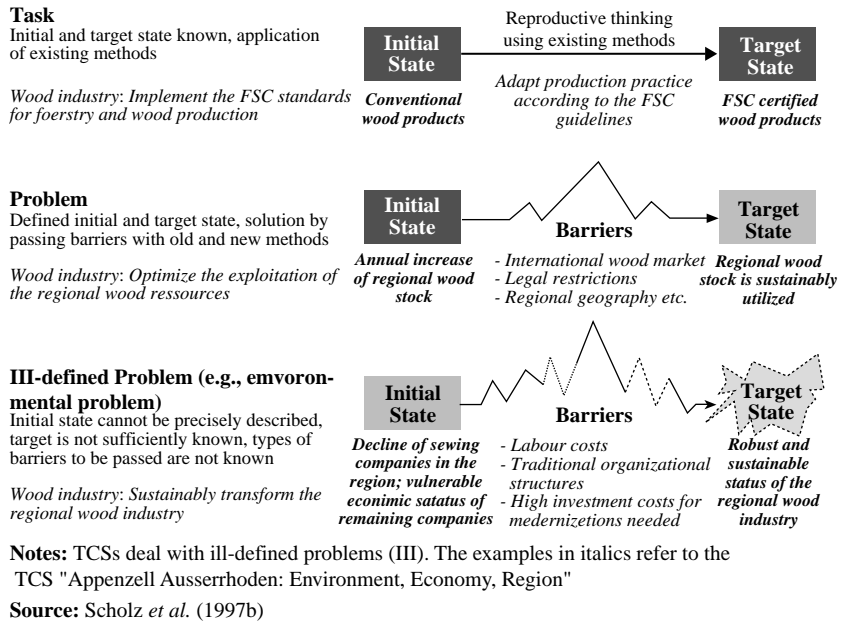 Task
Initial and target state known, application
of existing methods
Wood industry: Implement the FSC standards
for foerstry and wood production
Initial
State
Conventional
wood products
Reproductive thinking
using existing methods
Adapt production practice
according to the FSC
guidelines
Target
State
FSC certified
wood products
Problem
Defined initial and target state, solution by
passing barriers with old and new methods
Wood industry: Optimize the exploitation of
the regional wood ressources
Initial
State
Annual increase
of regional wood
stock
Barriers
- International wood market
- Legal restrictions
- Regional geography etc.
Target
State
Regional wood
stock is sustainably
utilized
III-defined Problem (e.g., emvoron-
mental problem)
Initial state cannot be precisely described,
target is not sufficiently known, types of
barriers to be passed are not known
Wood industry: Sustainably transform the
regional wood industry
Initial
State
Decline of sewing
companies in the
region; vulnerable
econimic satatus of
remaining companies
Barriers
- Labour costs
- Traditional organizational
structures
- High investment costs for
medernizetions needed
Target
State
Robust and
sustainable
status of the
regional wood
industry
Notes: TCSs deal with ill-defined problems (III). The examples in italics refer to the
TCS "Appenzell Ausserrhoden: Environment, Economy, Region"
Source: Scholz et al. (1997b)